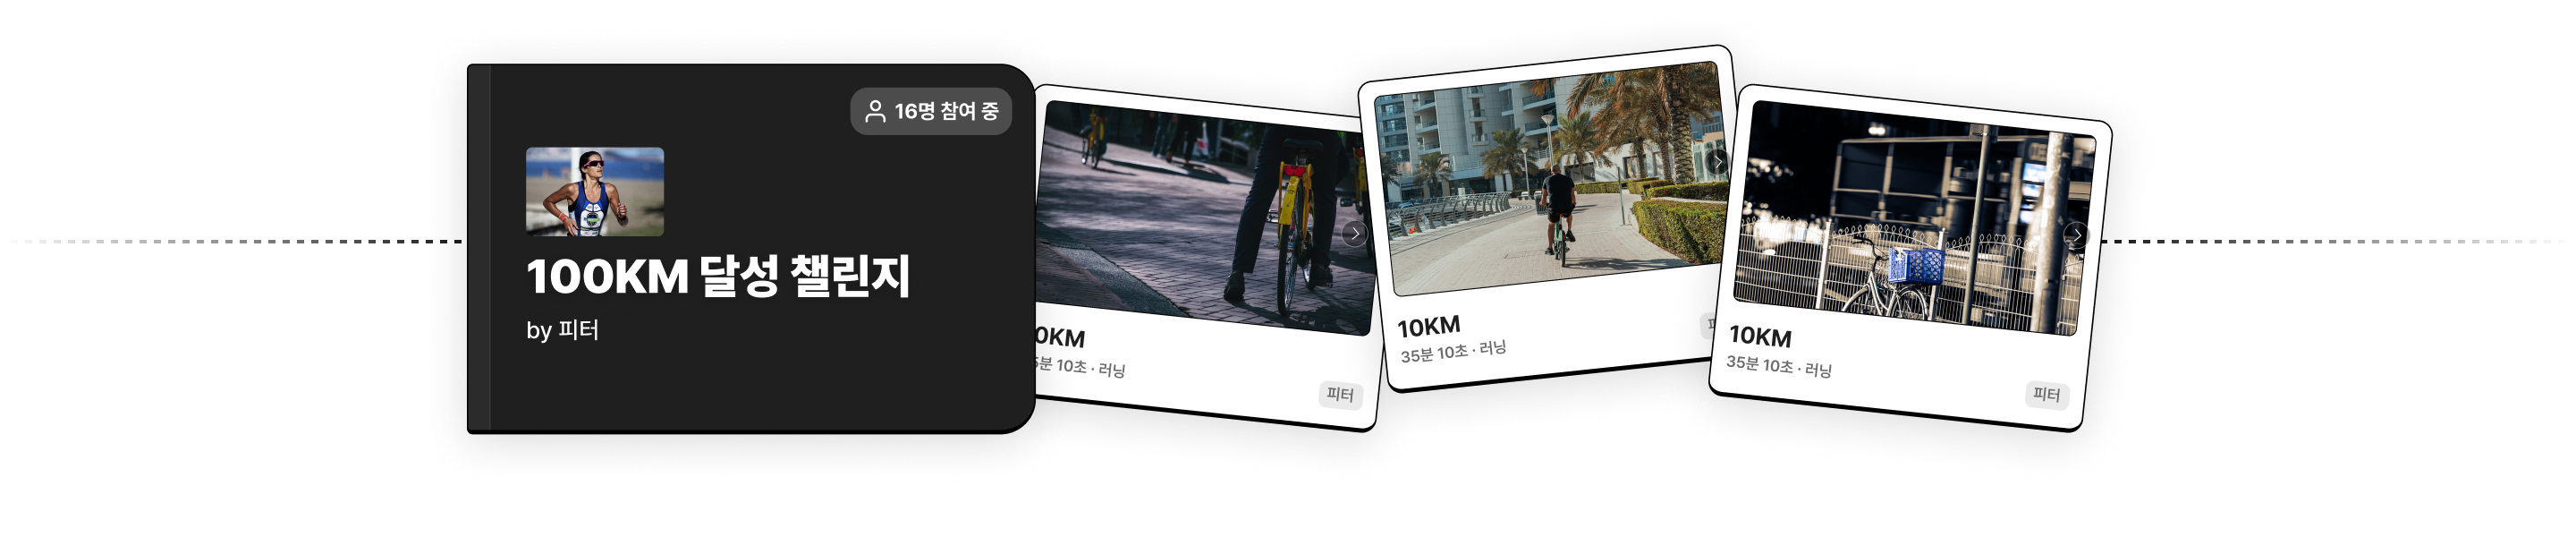 16명 참여 중
100KM 달성 챌린지
by 피터
0KM
분 10초 · 러닝
피터
10KM
35분 10초 · 러닝
10KM
35분 10초 · 러닝
피터